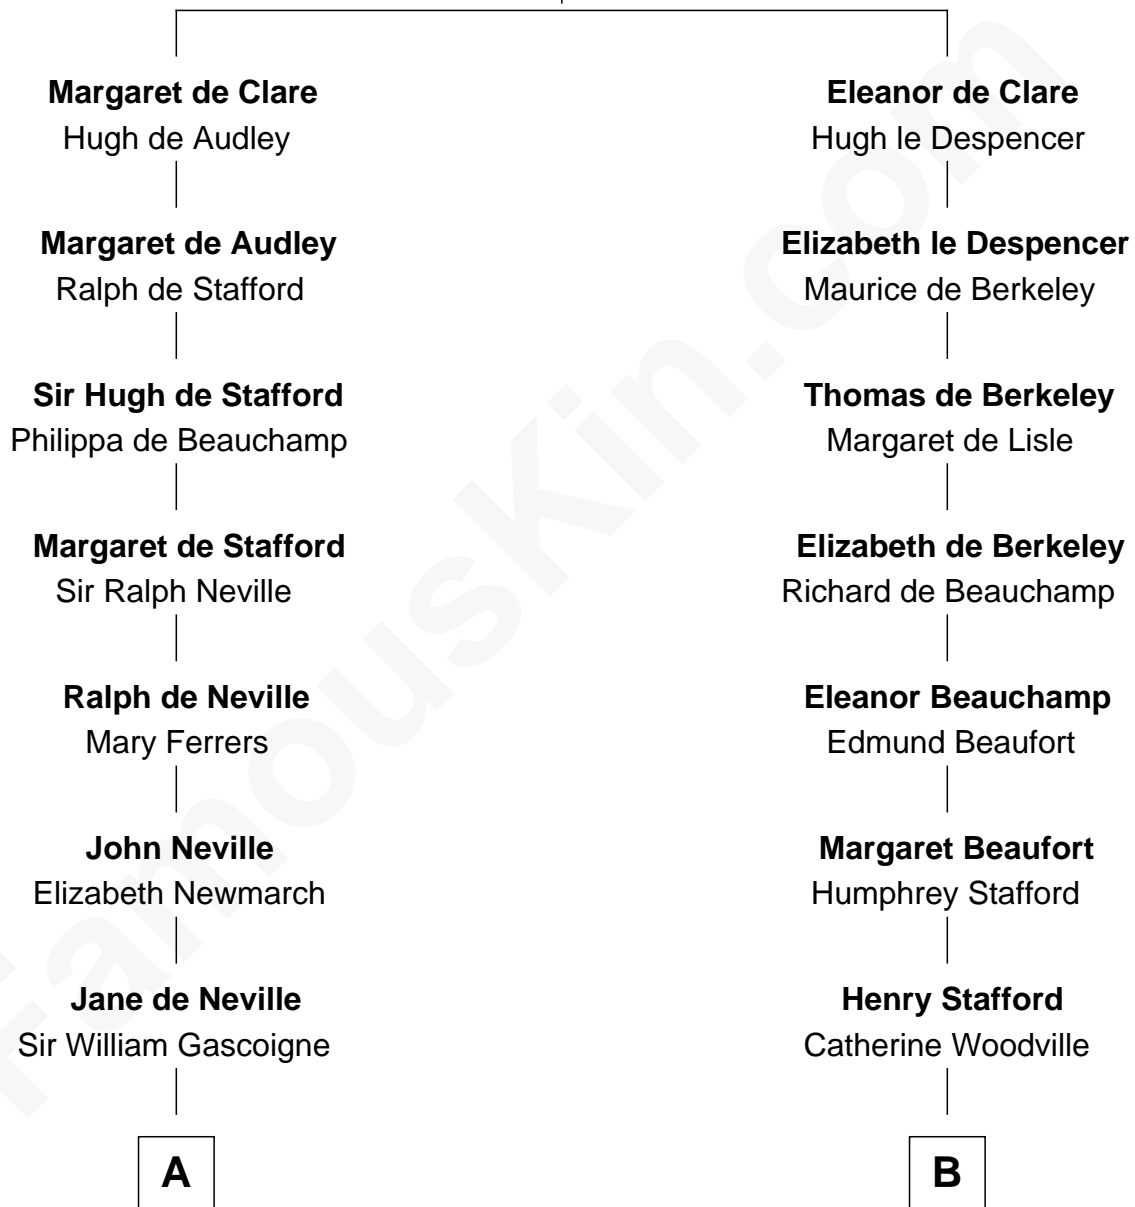 Margaret de Clare
Hugh de Audley
Margaret de Audley
Ralph de Stafford
Sir Hugh de Stafford
Philippa de Beauchamp
Margaret de Stafford
Sir Ralph Neville
Ralph de Neville
Mary Ferrers
John Neville
Elizabeth Newmarch
Jane de Neville
Sir William Gascoigne
A
Eleanor de Clare
Hugh le Despencer
Elizabeth le Despencer
Maurice de Berkeley
Thomas de Berkeley
Margaret de Lisle
Elizabeth de Berkeley
Richard de Beauchamp
Eleanor Beauchamp
Edmund Beaufort
Margaret Beaufort
Humphrey Stafford
Henry Stafford
Catherine Woodville
B
FamousKin.com